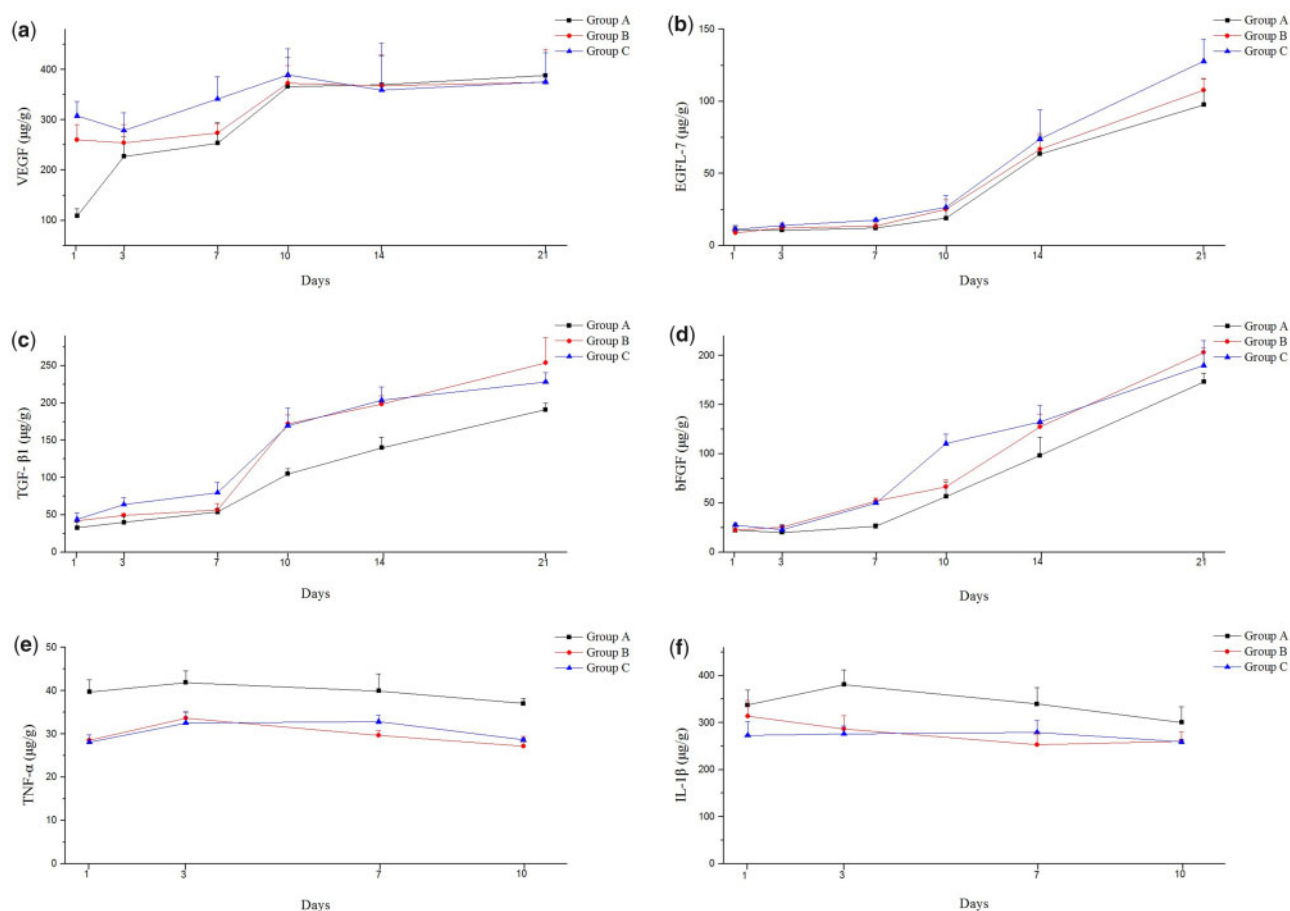 (a)
Group A
Group B
Group C
400
300
200
100
VEGF (μg/g)
1 3 7 10 14 21
Days
(b)
Group A
Group B
Group C
150
100
50
0
EGFL-7 (μg/g)
1 3 7 10 14 21
Days
(c)
Group A
Group B
Group C
250
200
150
100
50
0
TGF- β1 (μg/g)
1 3 7 10 14 21
Days
(d)
Group A
Group B
Group C
200
150
100
50
0
bFGF (μg/g)
1 3 7 10 14 21
Days
(e)
Group A
Group B
Group C
50
40
30
20
10
0
TNF-α (μg/g)
1 3 7 10
Days
(f)
Group A
Group B
Group C
400
300
200
100
0
IL-1β (μg/g)
1 3 7 10
Days